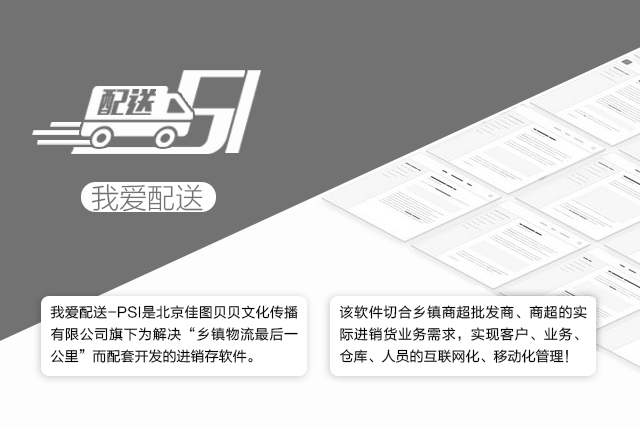 配送
PSI
我爱配送
我爱配送-PSI是北京佳图贝贝文化传播
有限公司旗下为解决“乡镇物流最后一
公里”而配套开发的进销存软件。
该软件切合乡镇商超批发商、商超的实
际进销货业务需求，实现客户、业务、
仓库、人员的互联网化、移动化管理！